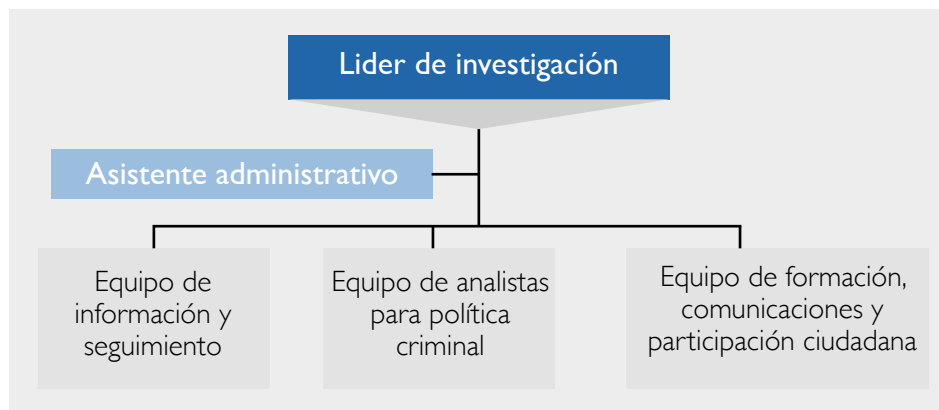 Lider de investigación
Asistente administrativo
Equipo de
información y
seguimiento
Equipo de analistas
para política
criminal
Equipo de formación,
comunicaciones y
participación ciudadana